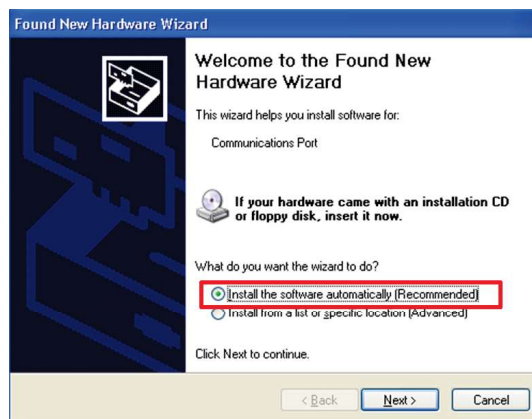 Found New Hardware Wizard
Welcome to the Found New
Hardware Wizard
This wizard helps you install software for:
Communications Port
If your hardware came with an installation CD
or floppy disk, insert it now.
What do you want the wizard to do?
Install the software automatically (Recommended)
Install from a list or specific location (Advanced)
Click Next to continue.
< Back Next > Cancel